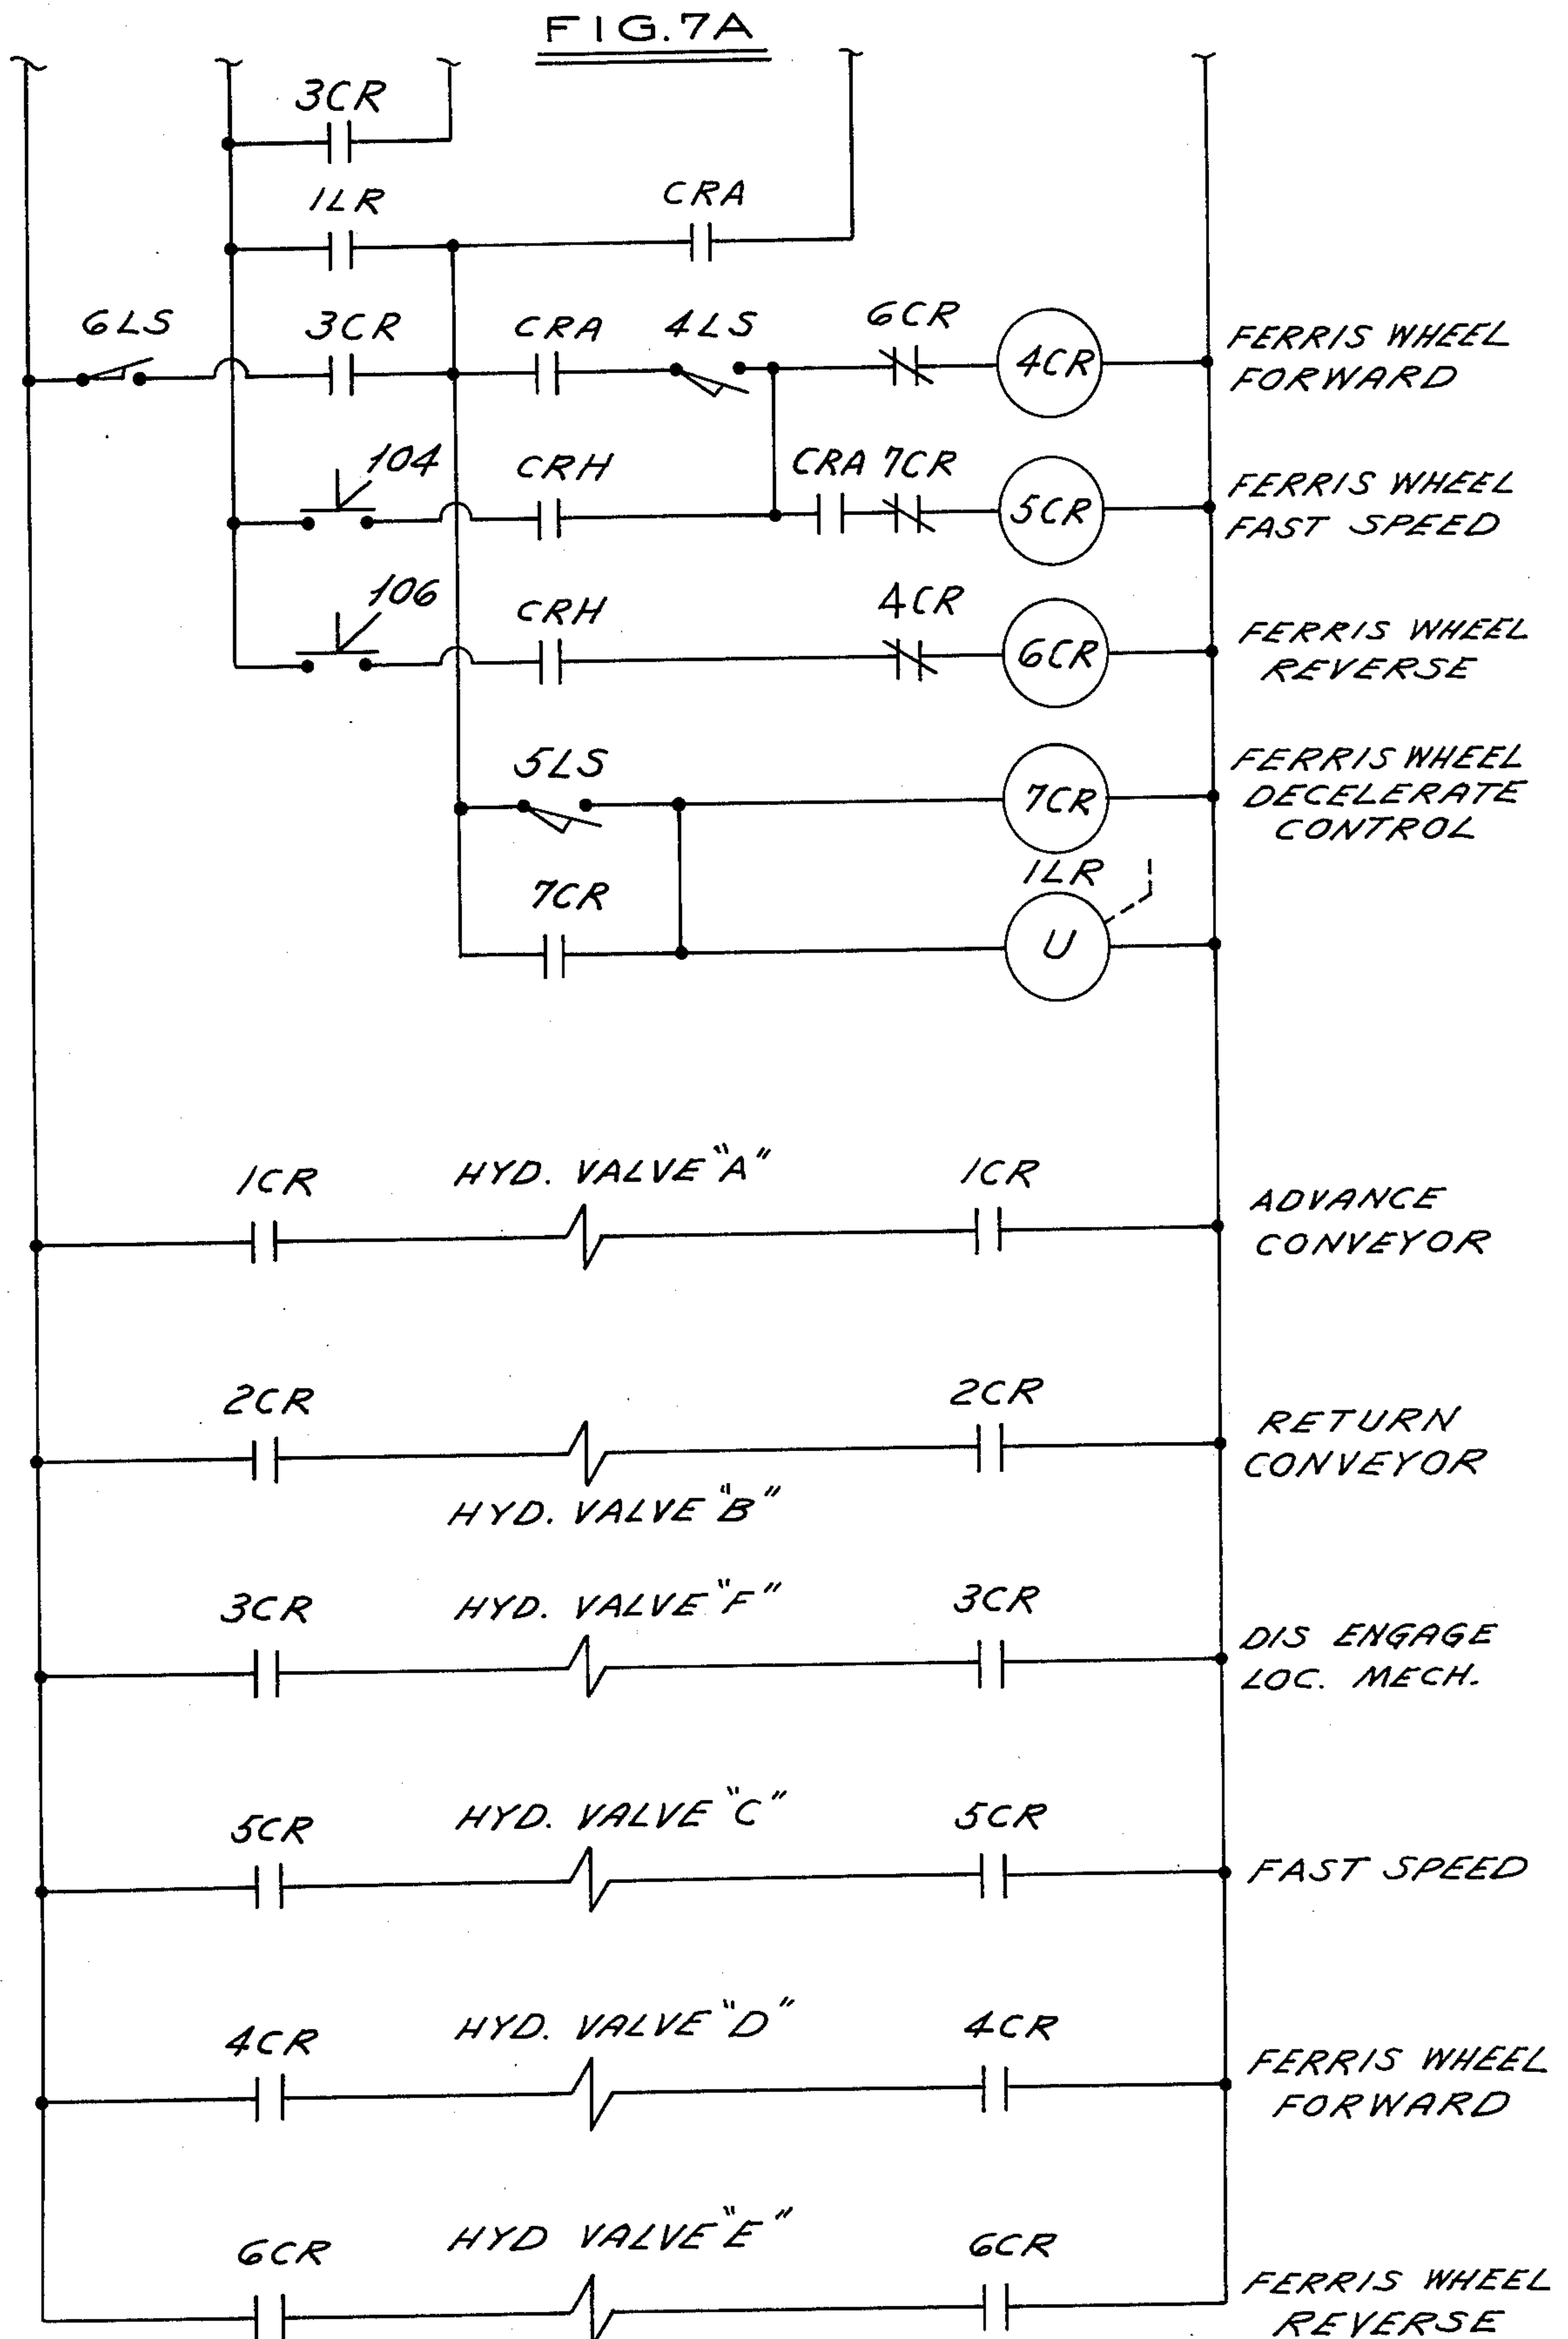 FIG.7A
3CR
1LR CRA
6LS 3CR CRA 4LS 6CR 4CR FERRIS WHEEL
FORWARD
104 CRH CRA 7CR 5CR FERRIS WHEEL
FAST SPEED
106 CRH 4CR 6CR FERRIS WHEEL
REVERSE
5LS 7CR FERRIS WHEEL
DECELERATE
CONTROL
7CR 1LR
U
1CR HYD. VALVE "A" 1CR ADVANCE
CONVEYOR
2CR 2CR RETURN
CONVEYOR
HYD. VALVE "B"
3CR HYD. VALVE "F" 3CR DIS ENGAGE
LOC. MECH.
5CR HYD. VALVE "C" 5CR FAST SPEED
4CR HYD. VALVE "D" 4CR FERRIS WHEEL
FORWARD
6CR HYD VALVE "E" 6CR FERRIS WHEEL
REVERSE